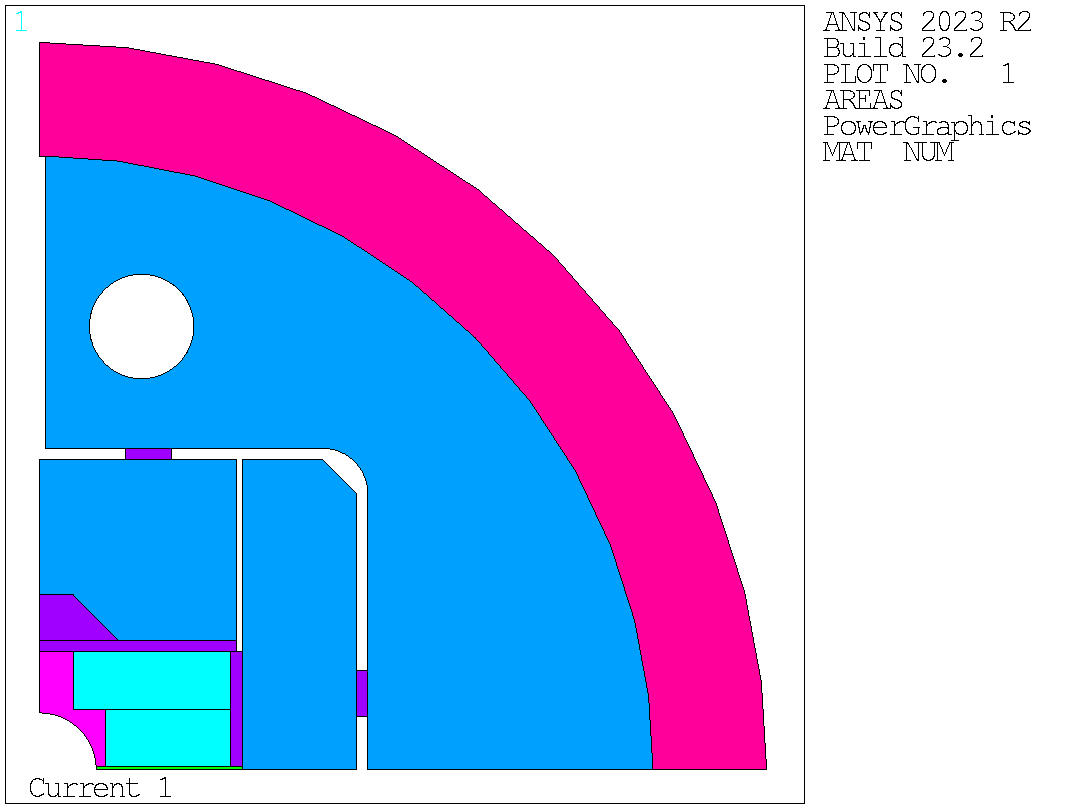 1
ANSYS 2023 R2
Build 23.2
PLOT NO.   1
AREAS
PowerGraphics
MAT  NUM
Current 1